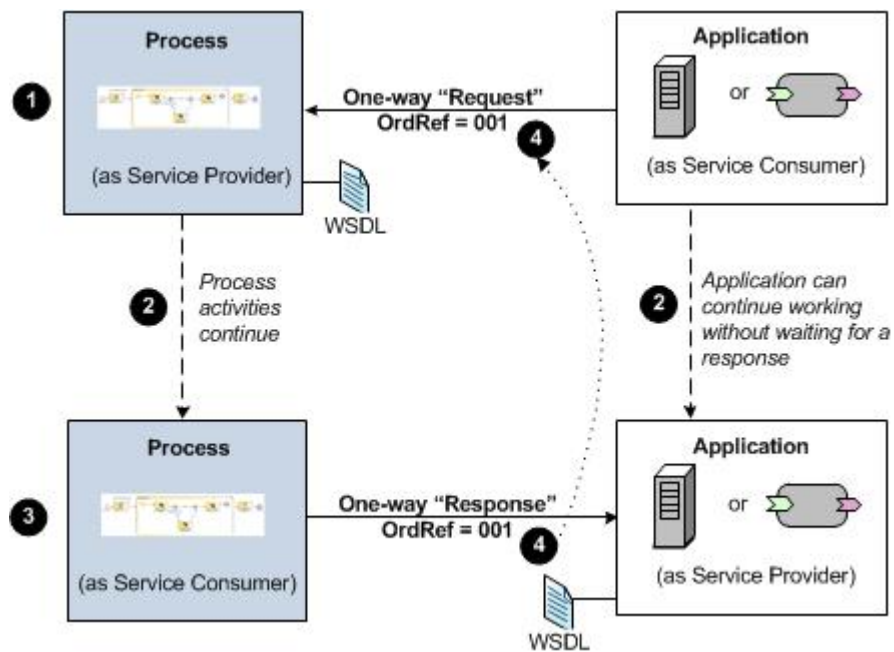 Process
Application
1
One-way “Request”
OrdRef = 001
4
or
(as Service Provider)
(as Service Consumer)
WSDL
2
Process
activities
continue
2
Application can
continue working
without waiting for a
response
Process
Application
3
One-way “Response”
OrdRef = 001
4
or
(as Service Consumer)
(as Service Provider)
WSDL